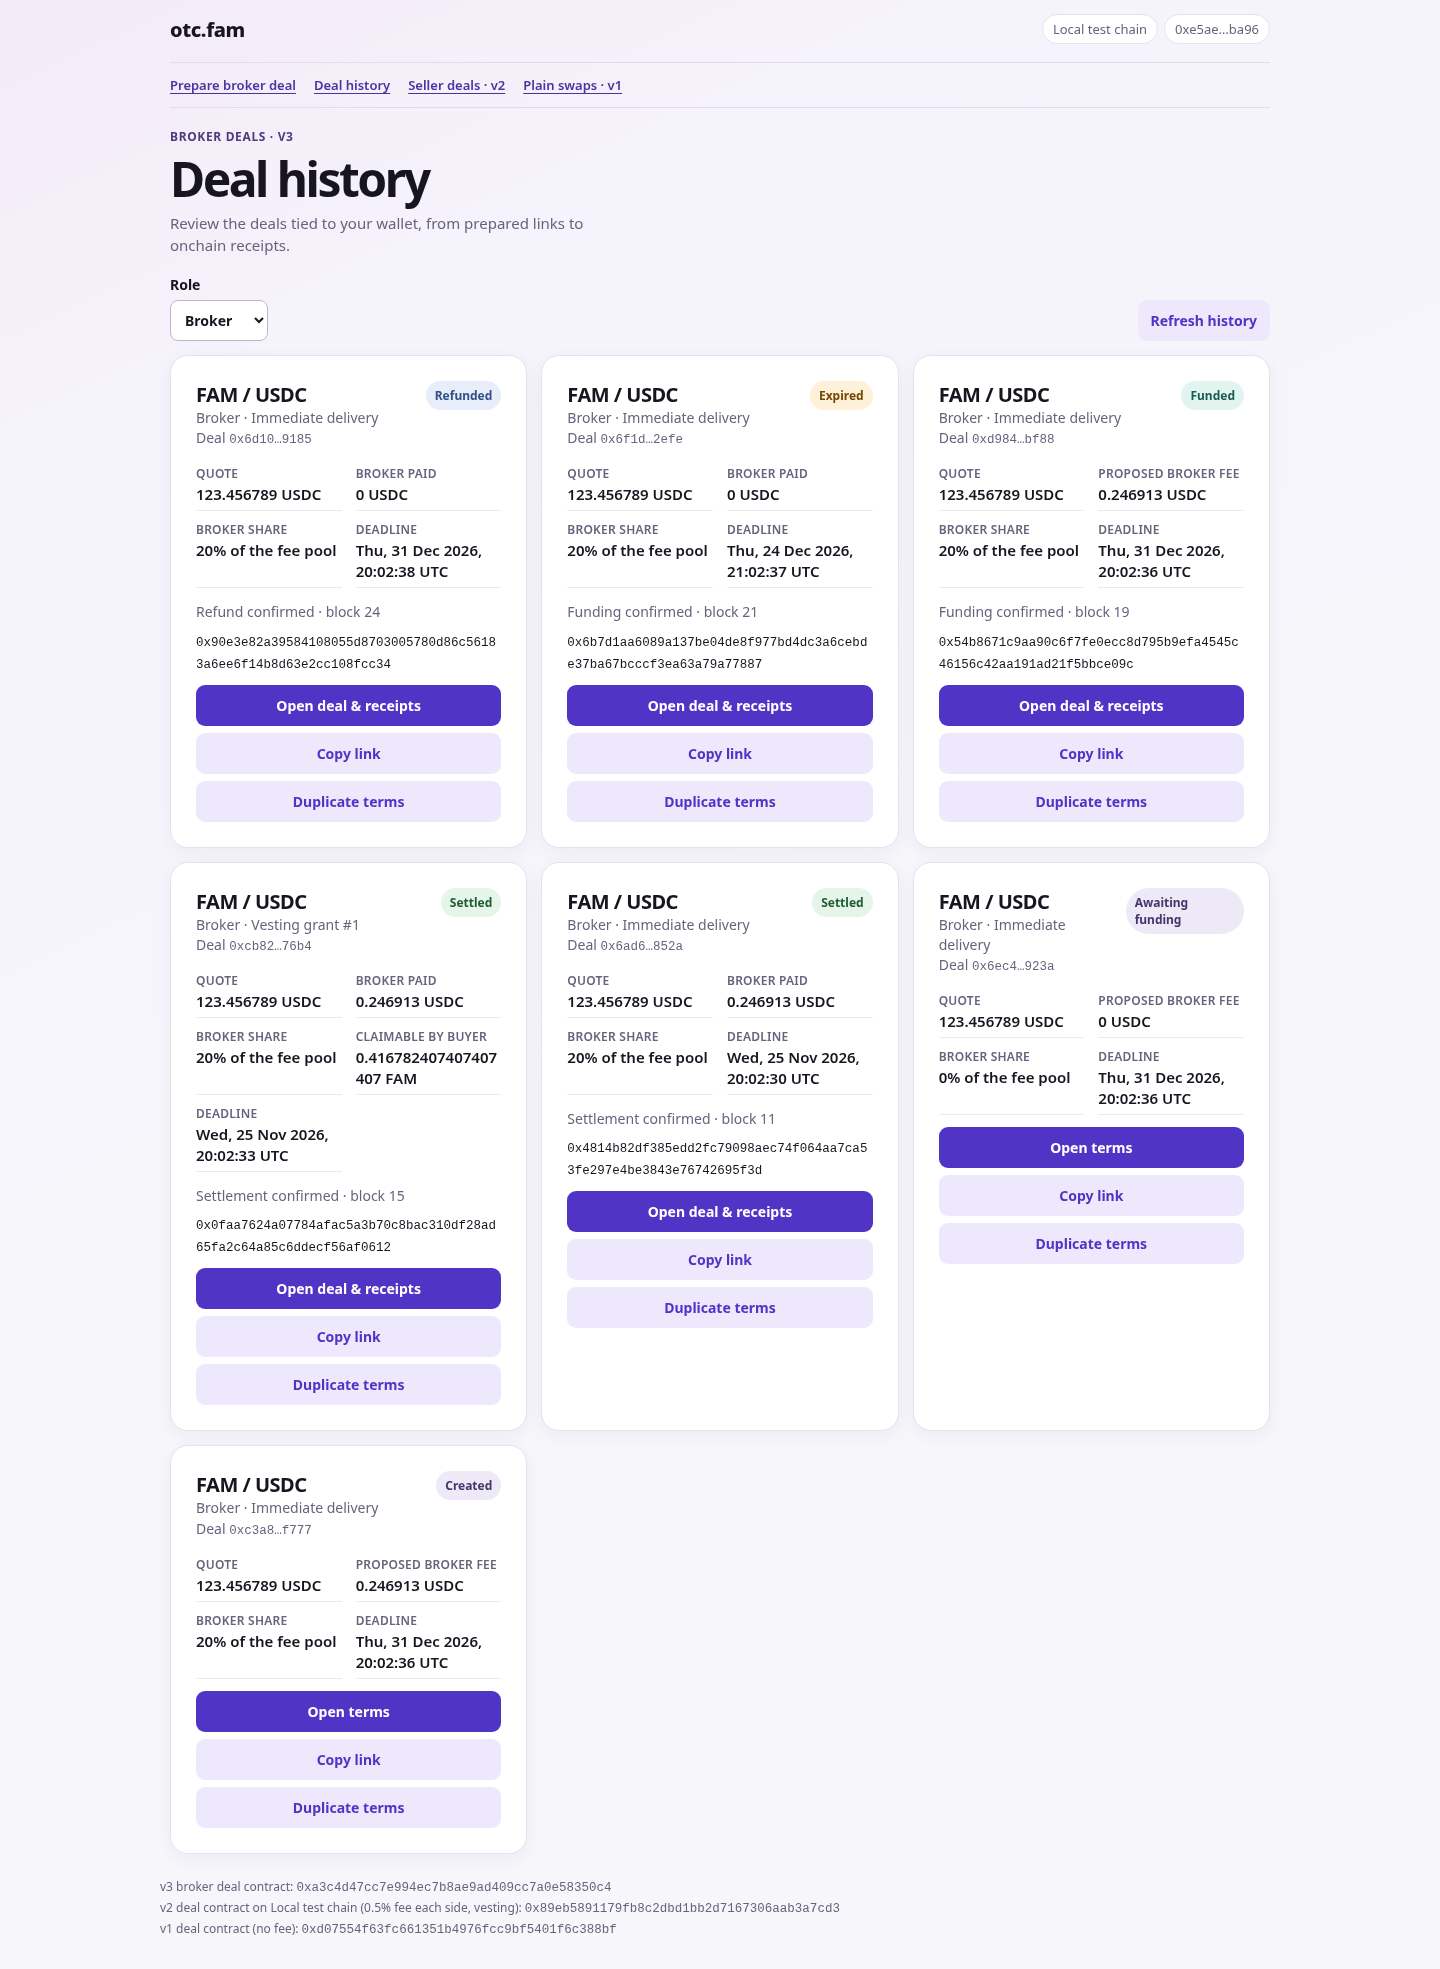 otc.fam
Local test chain
0xe5ae…ba96
Prepare broker deal
Deal history
Seller deals · v2
Plain swaps · v1
BROKER DEALS · V3
Deal history
Review the deals tied to your wallet, from prepared links to
onchain receipts.
Role
Broker
Refresh history
FAM / USDC
Refunded
Broker · Immediate delivery
Deal 0x6d10…9185
QUOTE
123.456789 USDC
BROKER PAID
0 USDC
BROKER SHARE
20% of the fee pool
DEADLINE
Thu, 31 Dec 2026,
20:02:38 UTC
Refund confirmed · block 24
0x90e3e82a39584108055d8703005780d86c5618
3a6ee6f14b8d63e2cc108fcc34
Open deal & receipts
Copy link
Duplicate terms
FAM / USDC
Expired
Broker · Immediate delivery
Deal 0x6f1d…2efe
QUOTE
123.456789 USDC
BROKER PAID
0 USDC
BROKER SHARE
20% of the fee pool
DEADLINE
Thu, 24 Dec 2026,
21:02:37 UTC
Funding confirmed · block 21
0x6b7d1aa6089a137be04de8f977bd4dc3a6cebd
e37ba67bcccf3ea63a79a77887
Open deal & receipts
Copy link
Duplicate terms
FAM / USDC
Funded
Broker · Immediate delivery
Deal 0xd984…bf88
QUOTE
123.456789 USDC
PROPOSED BROKER FEE
0.246913 USDC
BROKER SHARE
20% of the fee pool
DEADLINE
Thu, 31 Dec 2026,
20:02:36 UTC
Funding confirmed · block 19
0x54b8671c9aa90c6f7fe0ecc8d795b9efa4545c
46156c42aa191ad21f5bbce09c
Open deal & receipts
Copy link
Duplicate terms
FAM / USDC
Settled
Broker · Vesting grant #1
Deal 0xcb82…76b4
QUOTE
123.456789 USDC
BROKER PAID
0.246913 USDC
BROKER SHARE
20% of the fee pool
CLAIMABLE BY BUYER
0.416782407407407
407 FAM
DEADLINE
Wed, 25 Nov 2026,
20:02:33 UTC
Settlement confirmed · block 15
0x0faa7624a07784afac5a3b70c8bac310df28ad
65fa2c64a85c6ddecf56af0612
Open deal & receipts
Copy link
Duplicate terms
FAM / USDC
Settled
Broker · Immediate delivery
Deal 0x6ad6…852a
QUOTE
123.456789 USDC
BROKER PAID
0.246913 USDC
BROKER SHARE
20% of the fee pool
DEADLINE
Wed, 25 Nov 2026,
20:02:30 UTC
Settlement confirmed · block 11
0x4814b82df385edd2fc79098aec74f064aa7ca5
3fe297e4be3843e76742695f3d
Open deal & receipts
Copy link
Duplicate terms
FAM / USDC
Awaiting
funding
Broker · Immediate
delivery
Deal 0x6ec4…923a
QUOTE
123.456789 USDC
PROPOSED BROKER FEE
0 USDC
BROKER SHARE
0% of the fee pool
DEADLINE
Thu, 31 Dec 2026,
20:02:36 UTC
Open terms
Copy link
Duplicate terms
FAM / USDC
Created
Broker · Immediate delivery
Deal 0xc3a8…f777
QUOTE
123.456789 USDC
PROPOSED BROKER FEE
0.246913 USDC
BROKER SHARE
20% of the fee pool
DEADLINE
Thu, 31 Dec 2026,
20:02:36 UTC
Open terms
Copy link
Duplicate terms
v3 broker deal contract: 0xa3c4d47cc7e994ec7b8ae9ad409cc7a0e58350c4
v2 deal contract on Local test chain (0.5% fee each side, vesting): 0x89eb5891179fb8c2dbd1bb2d7167306aab3a7cd3
v1 deal contract (no fee): 0xd07554f63fc661351b4976fcc9bf5401f6c388bf